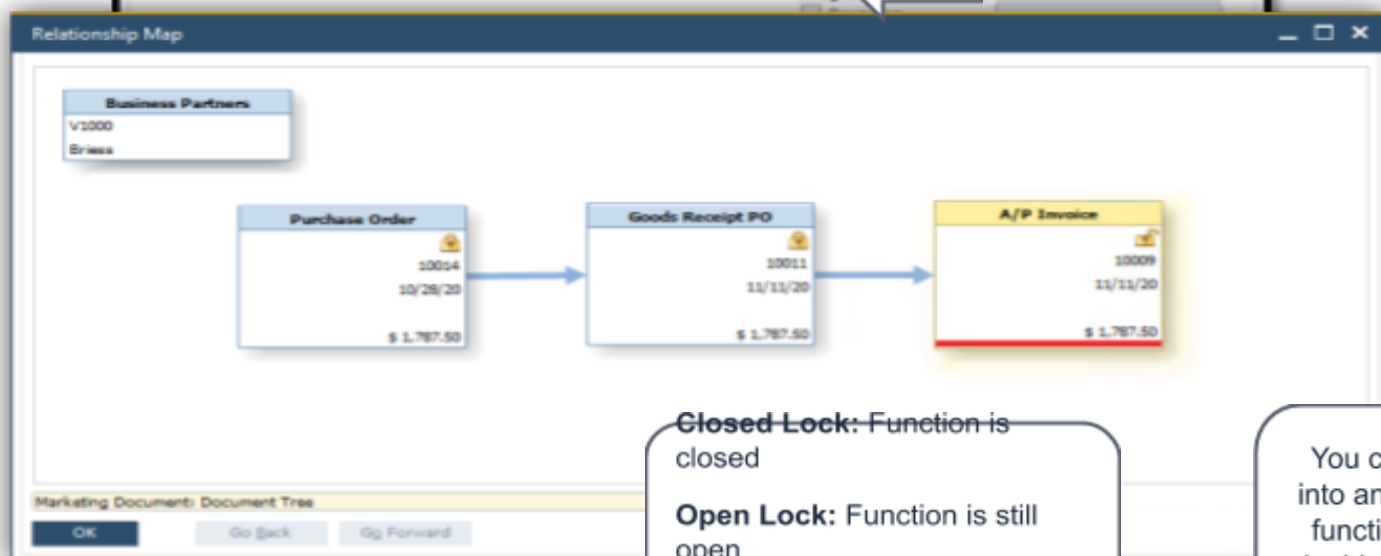 Relationship Map
Business Partners
V1000
Briess
Purchase Order
10014
10/28/20
$ 1,787.50
Goods Receipt PO
10011
11/11/20
$ 1,787.50
A/P Invoice
10009
11/11/20
$ 1,787.50
Closed Lock: Function is
closed
Open Lock: Function is still
open
You c
into an
functi
Marketing Document: Document Tree
OK
Go Back
Go Forward